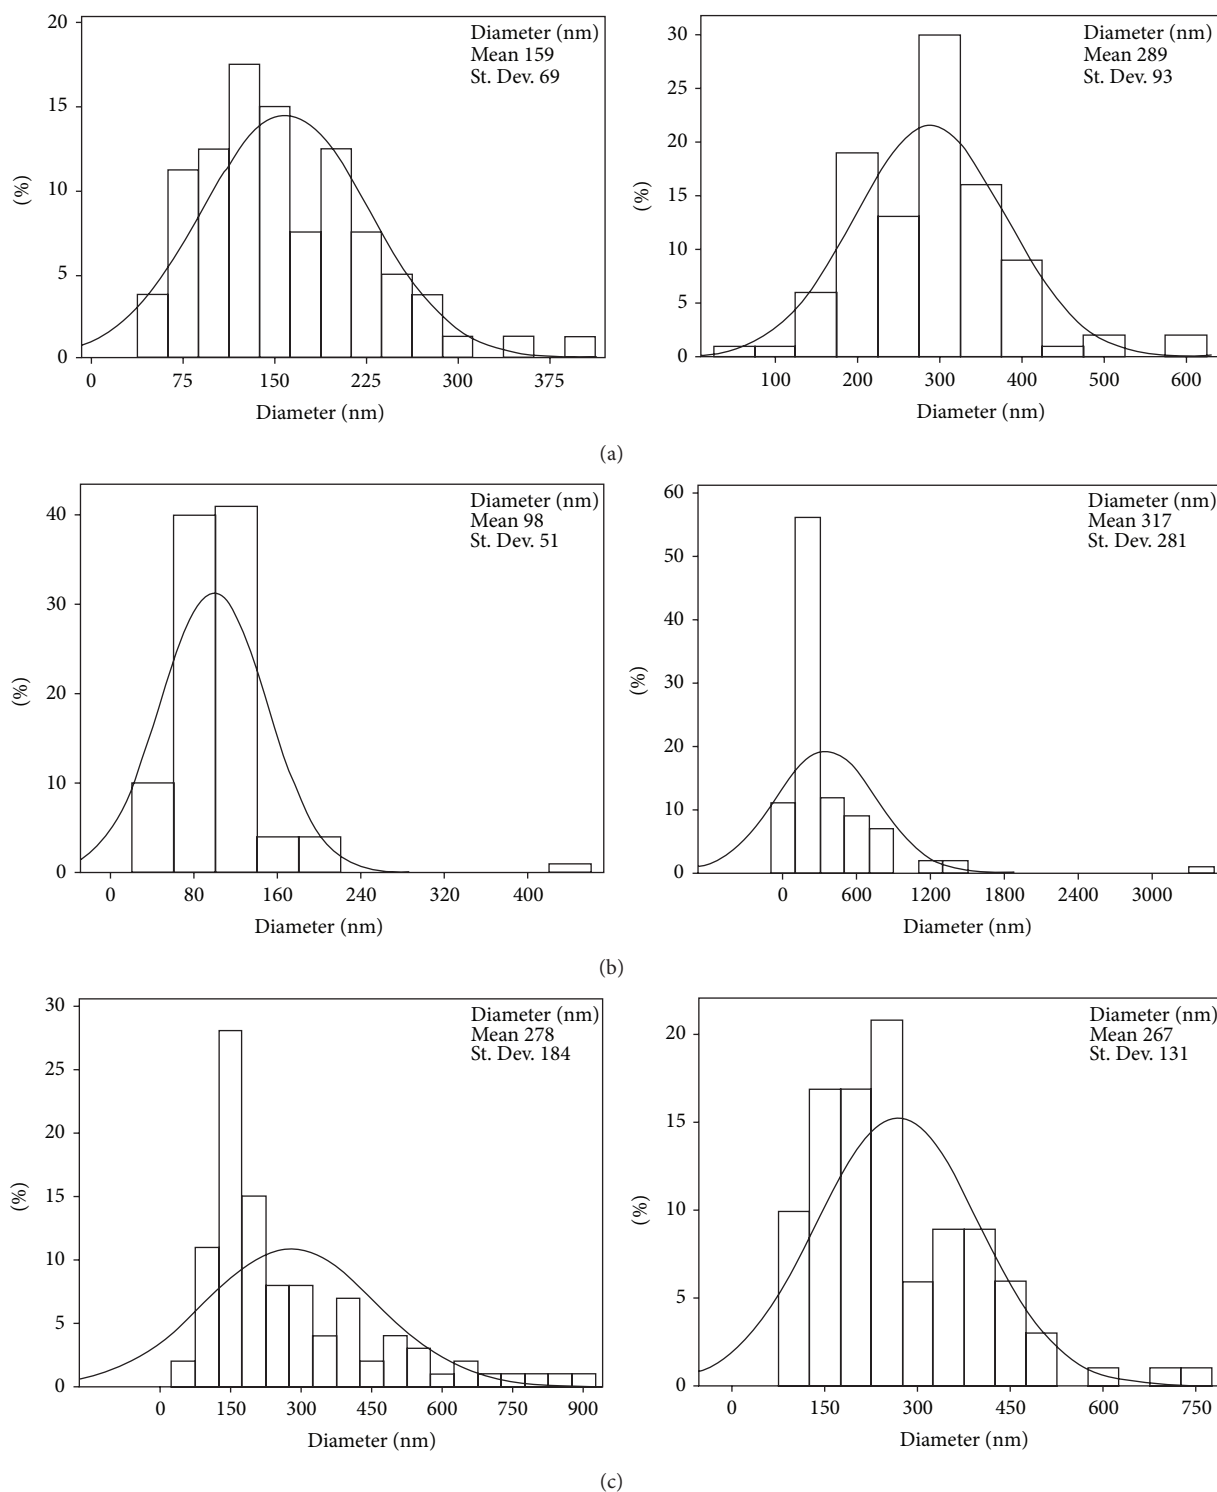 20
15
10
5
0
(%)
Diameter (nm)
Mean 159
St. Dev. 69
0 75 150 225 300 375
Diameter (nm)
30
25
20
15
10
5
0
(%)
Diameter (nm)
Mean 289
St. Dev. 93
100 200 300 400 500 600
Diameter (nm)
(a)
40
30
20
10
0
(%)
Diameter (nm)
Mean 98
St. Dev. 51
0 80 160 240 320 400
Diameter (nm)
60
50
40
30
20
10
0
(%)
Diameter (nm)
Mean 317
St. Dev. 281
0 600 1200 1800 2400 3000
Diameter (nm)
(b)
30
25
20
15
10
5
0
(%)
Diameter (nm)
Mean 278
St. Dev. 184
0 150 300 450 600 750 900
Diameter (nm)
20
15
10
5
0
(%)
Diameter (nm)
Mean 267
St. Dev. 131
0 150 300 450 600 750
Diameter (nm)
(c)